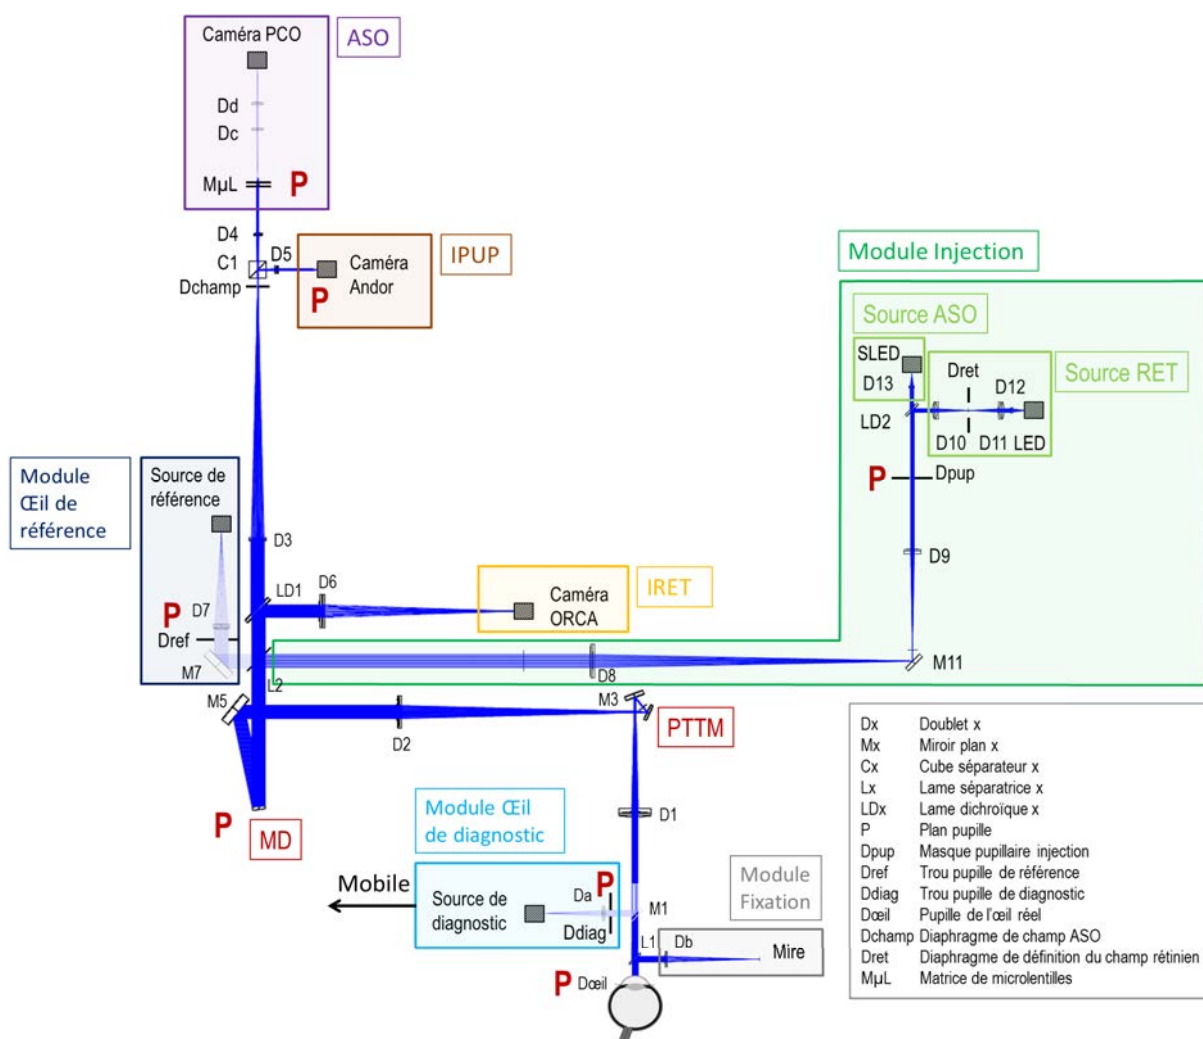 Caméra PCO
ASO
Dd
Dc
MµL
P
D4
C1
D5
Dchamp
IPUP
Caméra
Andor
P
Module Injection
Source ASO
SLED
D13
Dret
D12
Source RET
LD2
D10
D11
LED
P
Dpup
D9
M11
Module
Œil de
référence
Source de
référence
D3
LD1
D6
IRET
Caméra
ORCA
P
D7
Dref
M7
L2
D8
M5
M3
PTTM
D2
P
MD
D1
Module Œil
de diagnostic
Mobile
Source de
diagnostic
Da
P
Ddiag
M1
Module
Fixation
L1
Db
Mire
P
Dœil
Dx Doublet x
Mx Miroir plan x
Cx Cube séparateur x
Lx Lame séparatrice x
LDx Lame dichroïque x
P Plan pupille
Dpup Masque pupillaire injection
Dref Trou pupille de référence
Ddiag Trou pupille de diagnostic
Dœil Pupille de l'œil réel
Dchamp Diaphragme de champ ASO
Dret Diaphragme de définition du champ rétinien
MµL Matrice de microlentilles